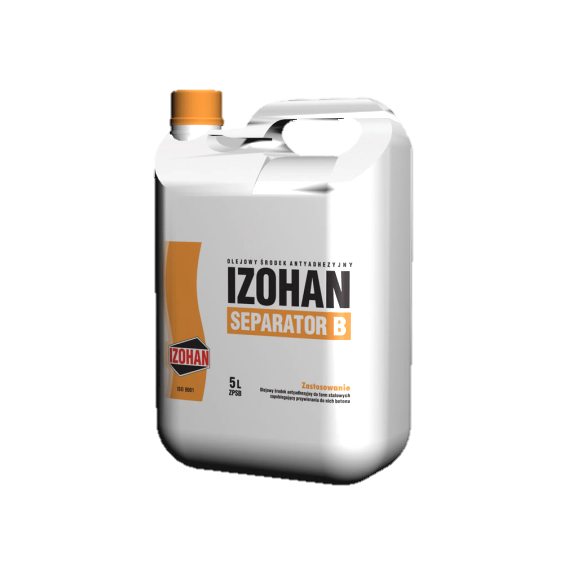 OLEJOWY ŚRODEK ANTYADHEZYJNY
IZOHAN
SEPARATOR B
IZOHAN
ISO 9001
5 L
ZPSB
Zastosowanie
Olejowy środek antyadhezyjny do form stalowych
zapobiegający przywieraniu do nich betonu